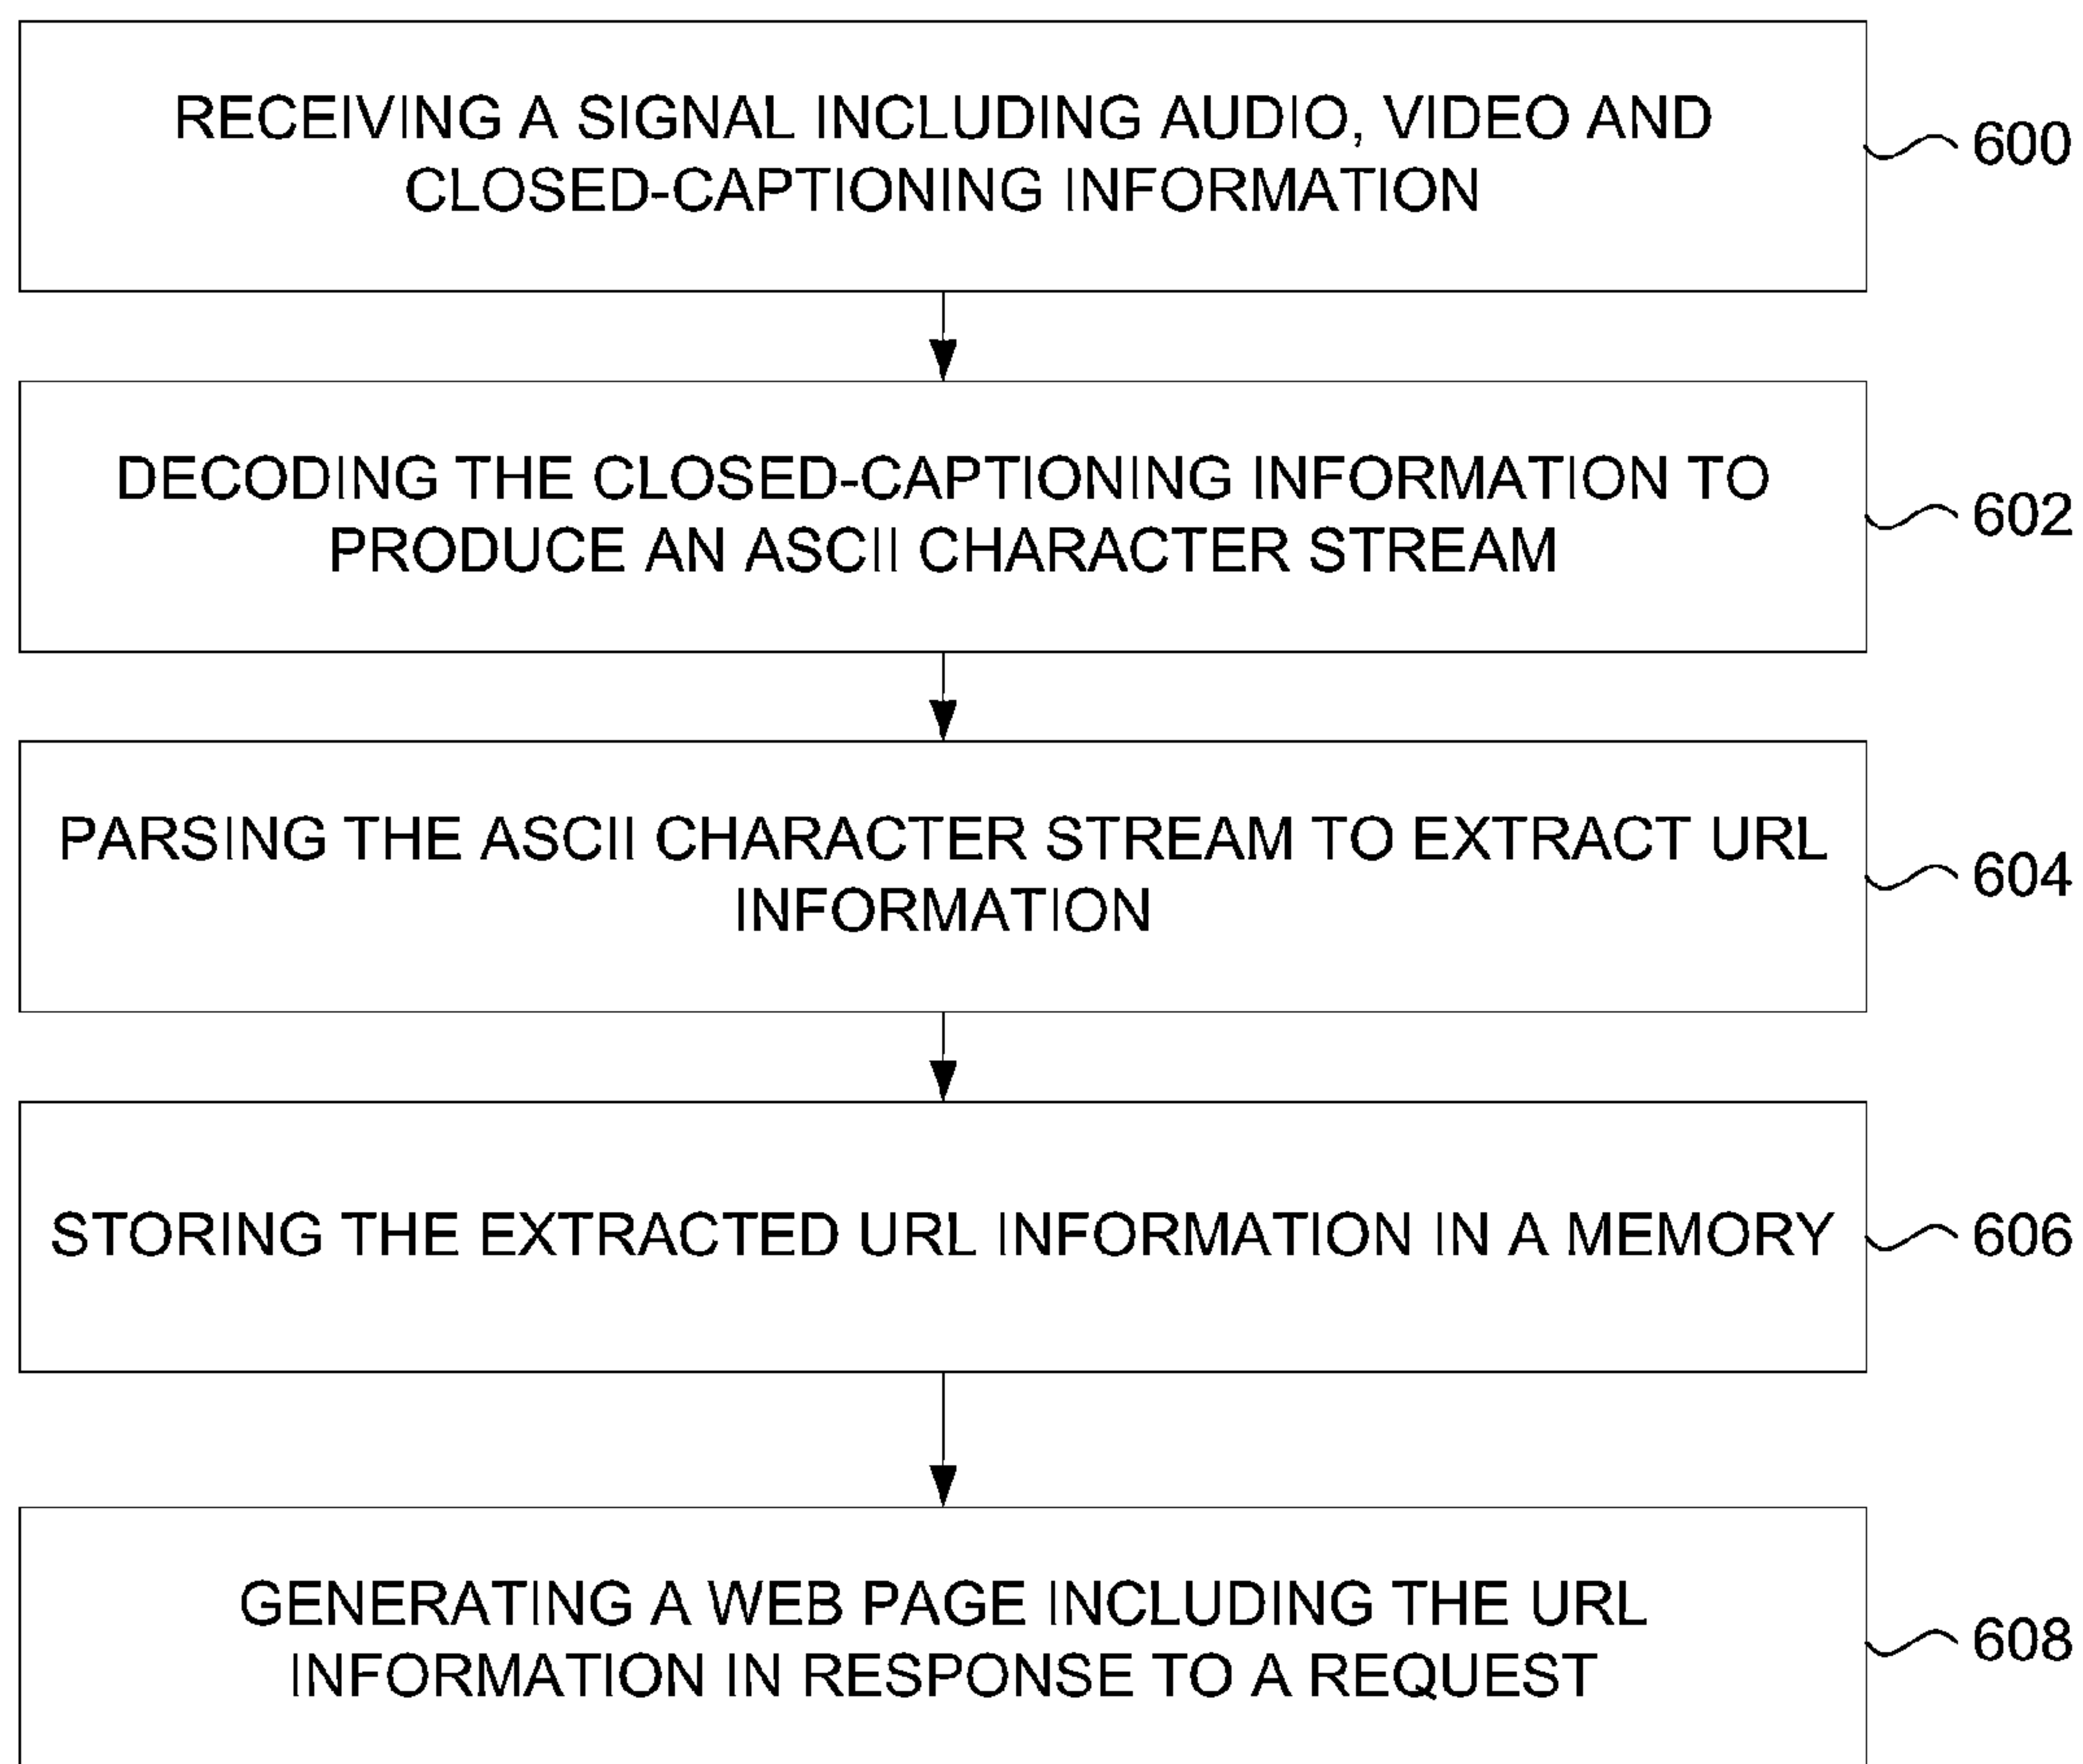 RECEIVING A SIGNAL INCLUDING AUDIO, VIDEO AND
CLOSED-CAPTIONING INFORMATION
600
DECODING THE CLOSED-CAPTIONING INFORMATION TO
PRODUCE AN ASCII CHARACTER STREAM
602
PARSING THE ASCII CHARACTER STREAM TO EXTRACT URL
INFORMATION
604
STORING THE EXTRACTED URL INFORMATION IN A MEMORY
606
GENERATING A WEB PAGE INCLUDING THE URL
INFORMATION IN RESPONSE TO A REQUEST
608